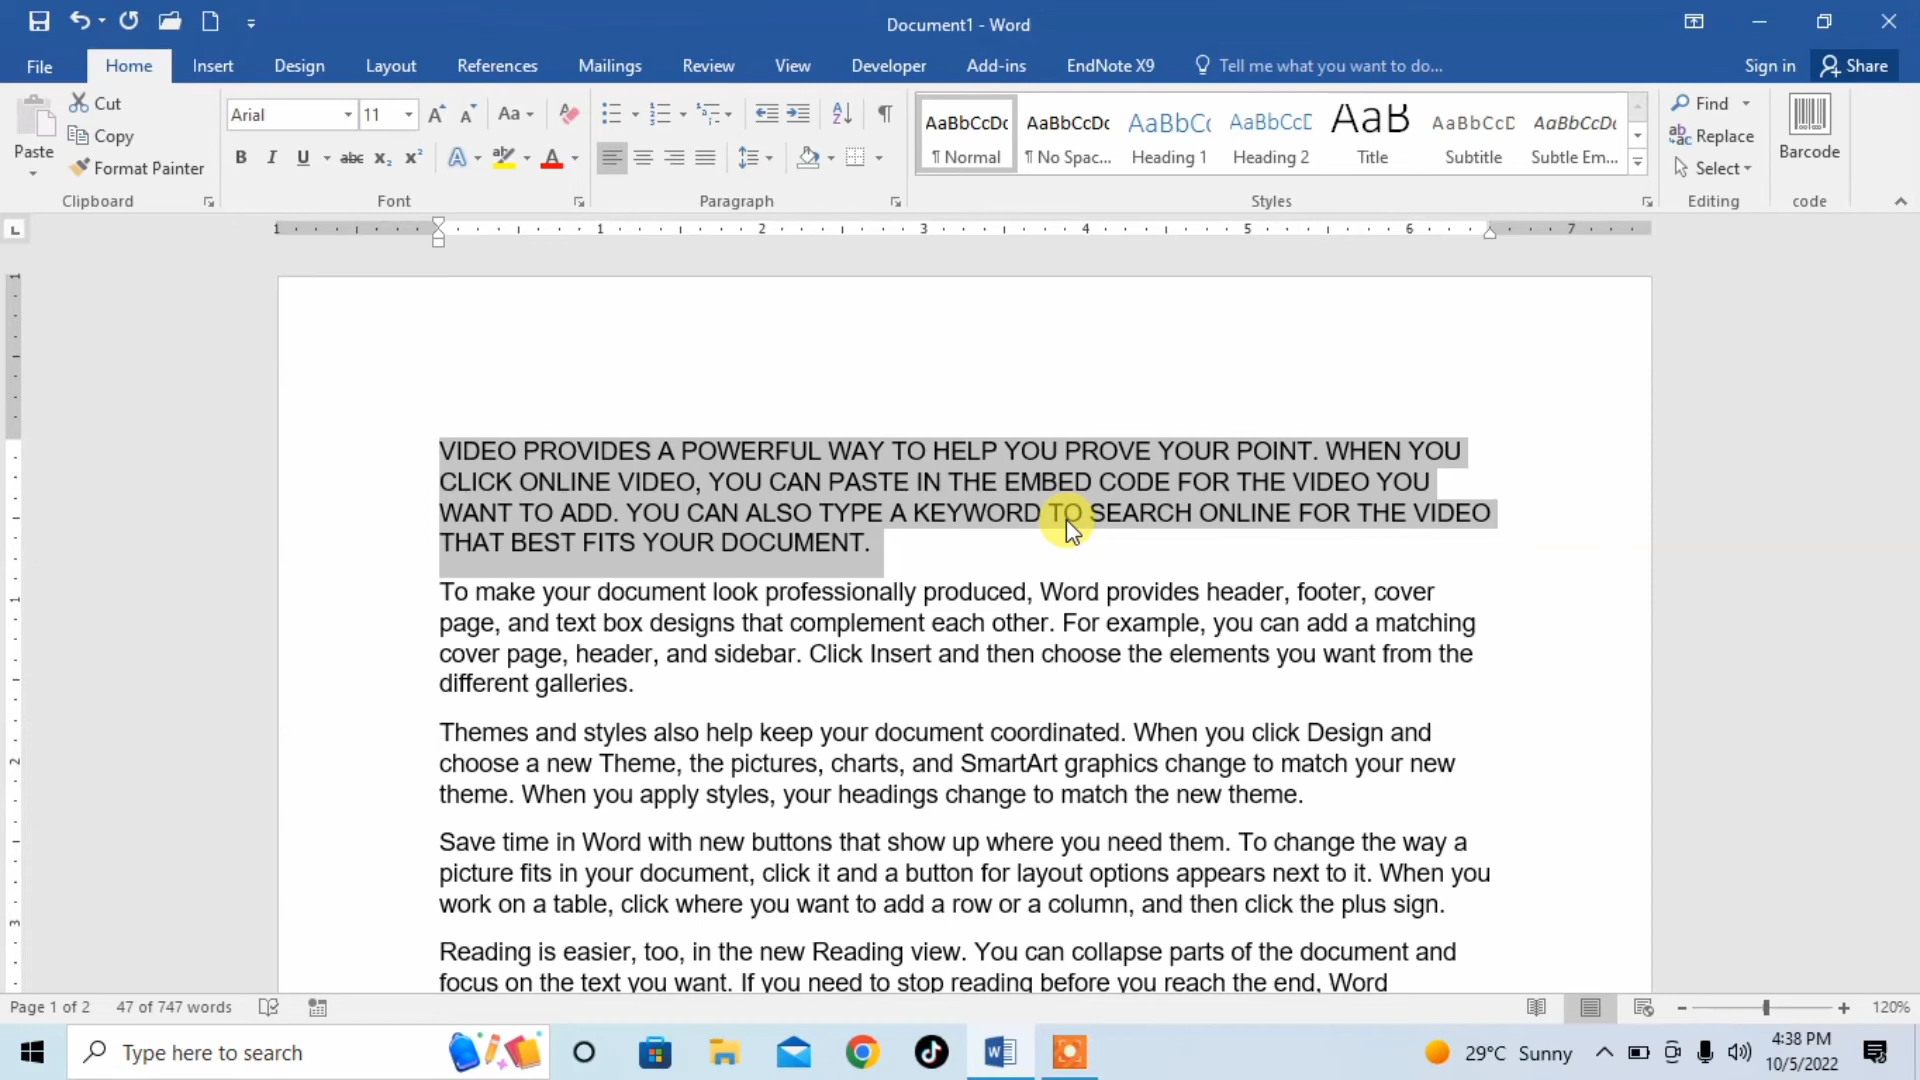 Document1 - Word
File Home Insert Design Layout References Mailings Review View Developer Add-ins EndNote X9 Tell me what you want to do... Sign in Share
Paste
Cut
Copy
Format Painter
Clipboard
Arial 11
Aa
B I U abc X₂ X²
Font
Paragraph
AaBbCcDc AaBbCcDc AaBbCc AaBbCcD AaB AaBbCcD AaBbCcDc
¶ Normal ¶ No Spac... Heading 1 Heading 2 Title Subtitle Subtle Em...
Styles
Find
Replace
Select
Editing
Barcode
code
1 1 2 3 4 5 6 7
VIDEO PROVIDES A POWERFUL WAY TO HELP YOU PROVE YOUR POINT. WHEN YOU
CLICK ONLINE VIDEO, YOU CAN PASTE IN THE EMBED CODE FOR THE VIDEO YOU
WANT TO ADD. YOU CAN ALSO TYPE A KEYWORD TO SEARCH ONLINE FOR THE VIDEO
THAT BEST FITS YOUR DOCUMENT.
To make your document look professionally produced, Word provides header, footer, cover
page, and text box designs that complement each other. For example, you can add a matching
cover page, header, and sidebar. Click Insert and then choose the elements you want from the
different galleries.
Themes and styles also help keep your document coordinated. When you click Design and
choose a new Theme, the pictures, charts, and SmartArt graphics change to match your new
theme. When you apply styles, your headings change to match the new theme.
Save time in Word with new buttons that show up where you need them. To change the way a
picture fits in your document, click it and a button for layout options appears next to it. When you
work on a table, click where you want to add a row or a column, and then click the plus sign.
Reading is easier, too, in the new Reading view. You can collapse parts of the document and
focus on the text you want. If you need to stop reading before you reach the end, Word
Page 1 of 2 47 of 747 words 120%
Type here to search 29°C Sunny 4:38 PM
10/5/2022